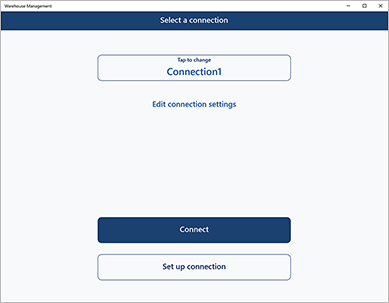 Warehouse Management
Select a connection
Tap to change
Connection1
Edit connection settings
Connect
Set up connection